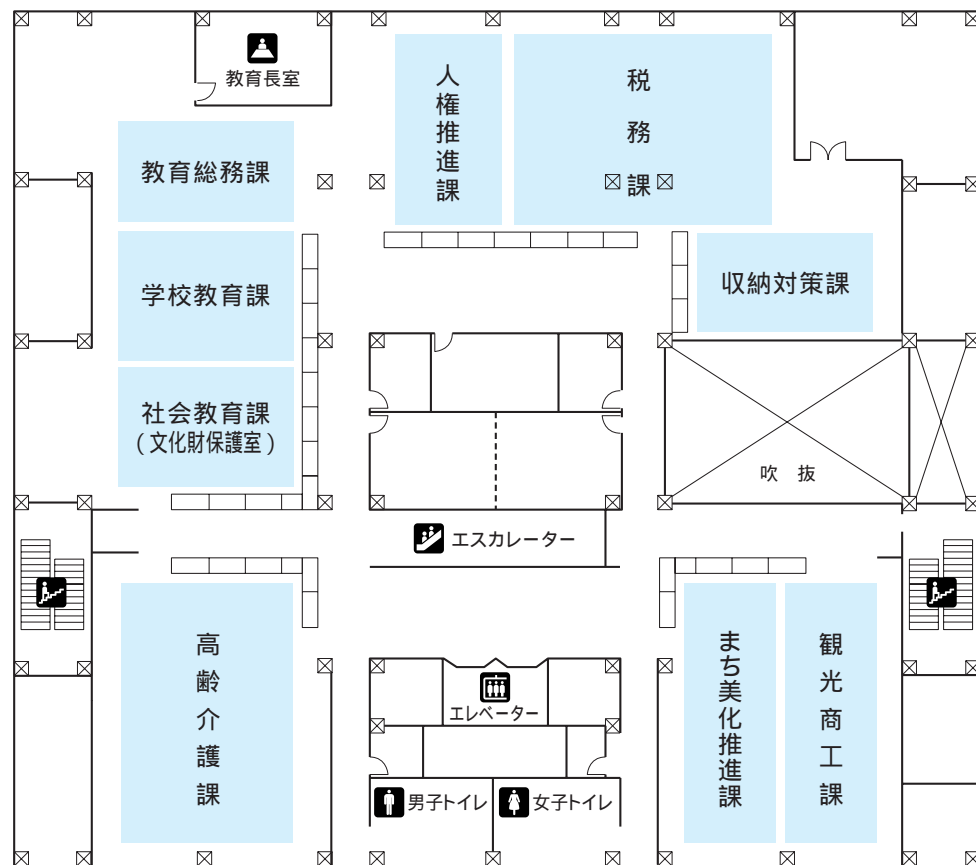 教育長室
人権推進課
税務課
教育総務課
学校教育課
収納対策課
社会教育課
(文化財保護室)
吹 抜
エスカレーター
高齢介護課
まち美化推進課
観光商工課
エレベーター
男子トイレ
女子トイレ